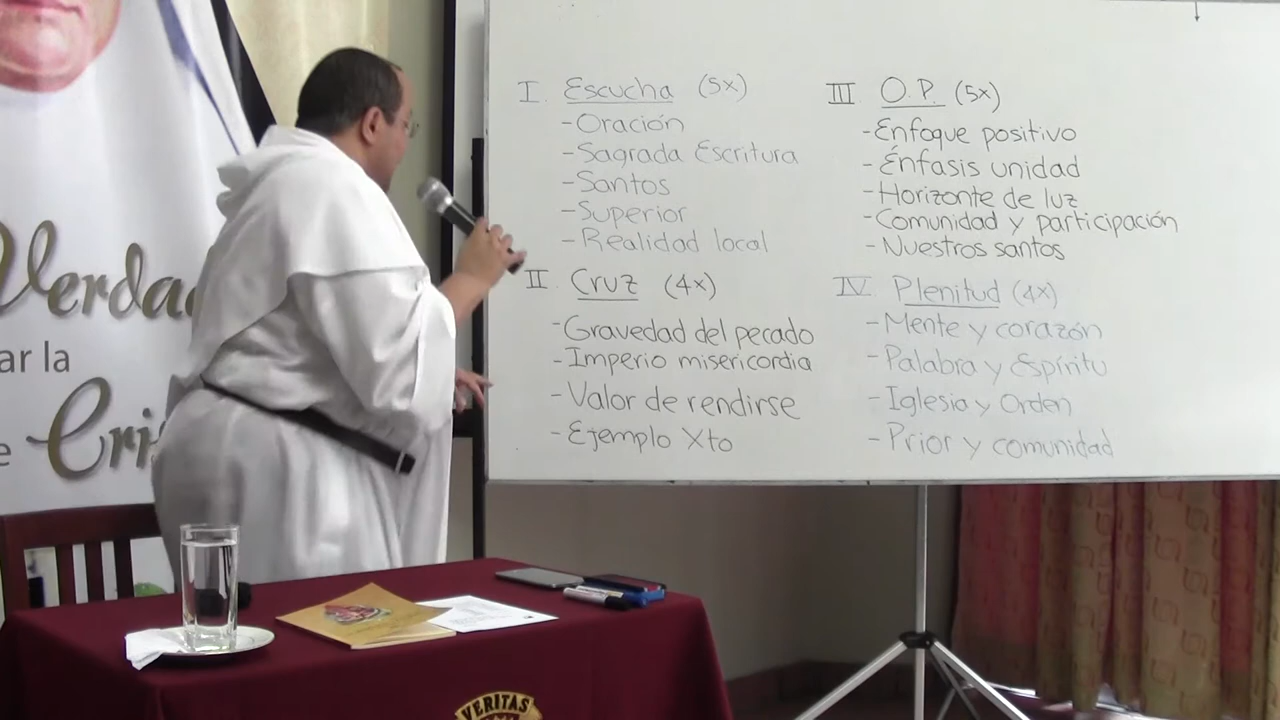 I. Escucha (5x)
-Oración
-Sagrada Escritura
-Santos
-Superior
-Realidad local
II Cruz (4x)
-Gravedad del pecado
-Imperio misericordia
-Valor de rendirse
-Ejemplo Xto
III O.P. (5x)
-Enfoque positivo
-Énfasis unidad
-Horizonte de luz
-Comunidad y participación
-Nuestros santos
IV Plenitud (4x)
-Mente y corazón
-Palabra y Espíritu
-Iglesia y Orden
-Prior y comunidad
Verdad
ar la
e Cris
VERITAS